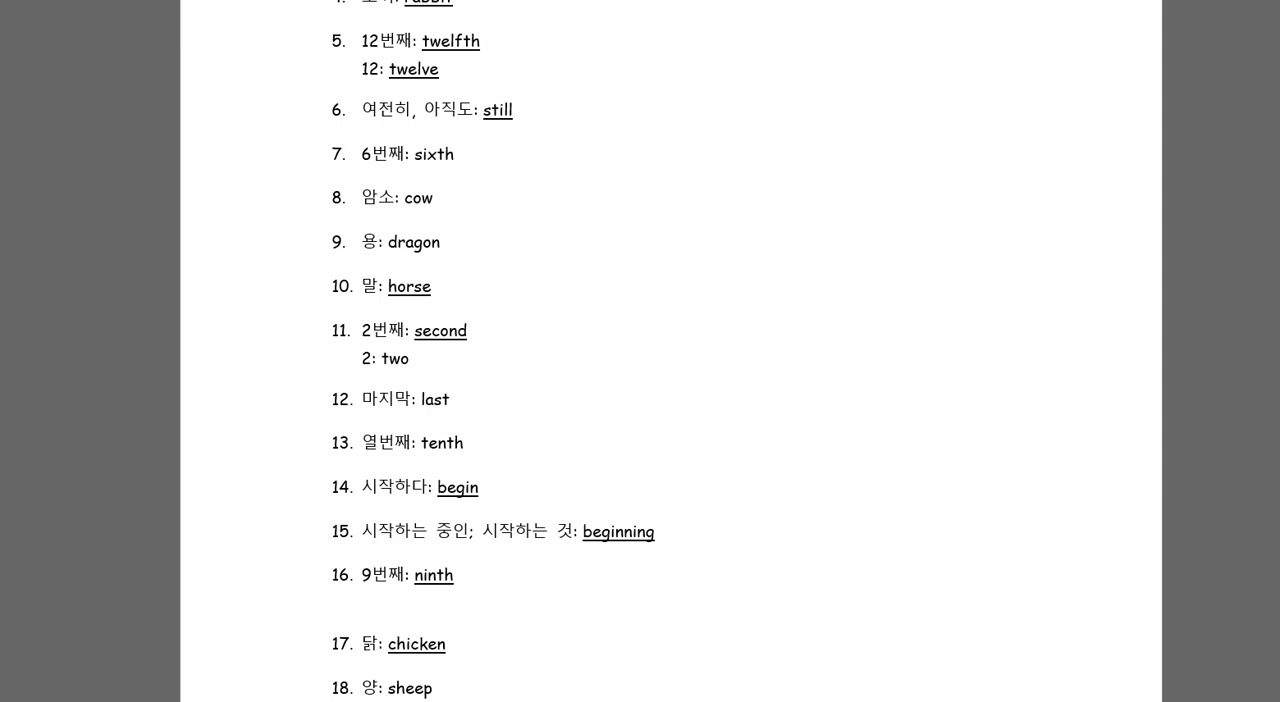 5. 12번째: twelfth
12: twelve
6. 여전히, 아직도: still
7. 6번째: sixth
8. 암소: cow
9. 용: dragon
10. 말: horse
11. 2번째: second
2: two
12. 마지막: last
13. 열번째: tenth
14. 시작하다: begin
15. 시작하는 중인; 시작하는 것: beginning
16. 9번째: ninth
17. 닭: chicken
18. 양: sheep